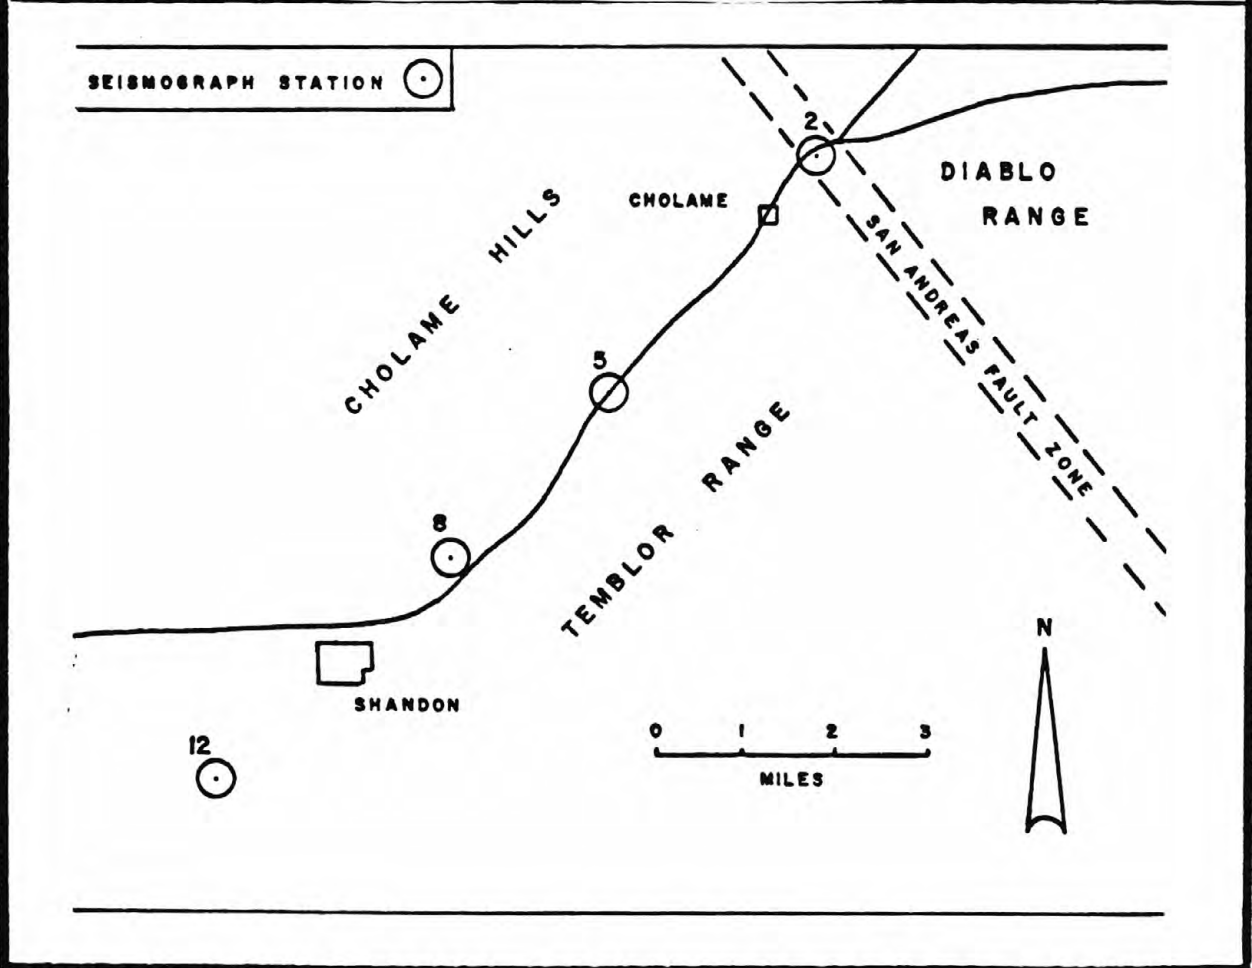 SEISMOGRAPH STATION
2
DIABLO
RANGE
CHOLAME
CHOLAME HILLS
SAN ANDREAS FAULT ZONE
5
TEMBLOR RANGE
8
N
SHANDON
0 1 2 3
MILES
12